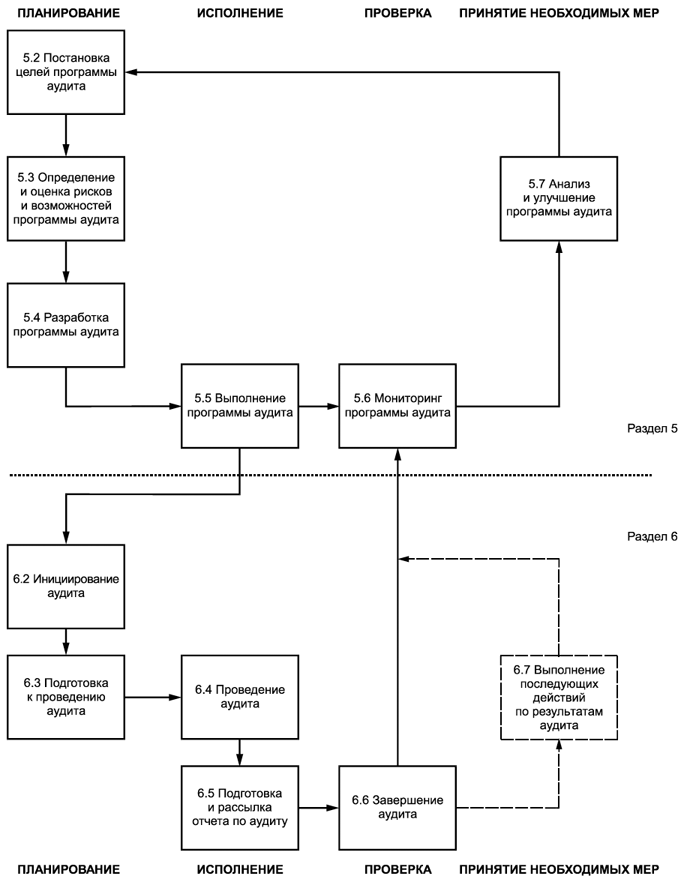 ПЛАНИРОВАНИЕ
ИСПОЛНЕНИЕ
ПРОВЕРКА
ПРИНЯТИЕ НЕОБХОДИМЫХ МЕР
5.2 Постановка
целей программы
аудита
5.3 Определение
и оценка рисков
и возможностей
программы аудита
5.7 Анализ
и улучшение
программы аудита
5.4 Разработка
программы аудита
5.5 Выполнение
программы аудита
5.6 Мониторинг
программы аудита
Раздел 5
Раздел 6
6.2 Инициирование
аудита
6.3 Подготовка
к проведению
аудита
6.4 Проведение
аудита
6.7 Выполнение
последующих
действий
по результатам
аудита
6.5 Подготовка
и рассылка
отчета по аудиту
6.6 Завершение
аудита
ПЛАНИРОВАНИЕ
ИСПОЛНЕНИЕ
ПРОВЕРКА
ПРИНЯТИЕ НЕОБХОДИМЫХ МЕР